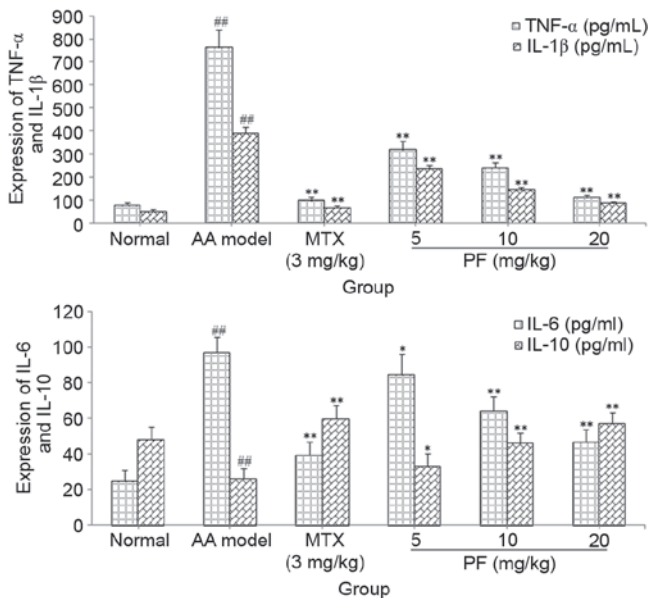 Expression of TNF-α
and IL-1β
900
800
700
600
500
400
300
200
100
0
TNF-α (pg/mL)
IL-1β (pg/mL)
##
##
**
**
**
**
**
**
**
**
Normal
AA model
MTX
(3 mg/kg)
5
10
20
PF (mg/kg)
Group
Expression of IL-6
and IL-10
120
100
80
60
40
20
0
IL-6 (pg/ml)
IL-10 (pg/ml)
##
##
**
**
*
*
**
**
**
**
Normal
AA model
MTX
(3 mg/kg)
5
10
20
PF (mg/kg)
Group